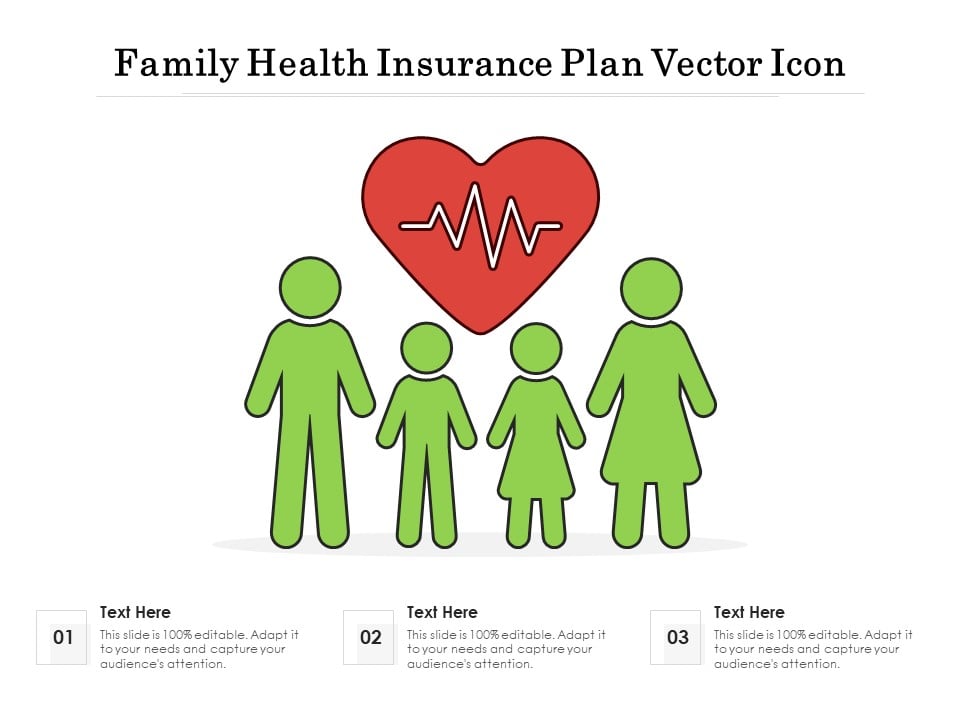 Family Health Insurance Plan Vector Icon
01
Text Here
This slide is 100% editable. Adapt it
to your needs and capture your
audience's attention.
02
Text Here
This slide is 100% editable. Adapt it
to your needs and capture your
audience's attention.
03
Text Here
This slide is 100% editable. Adapt it
to your needs and capture your
audience's attention.